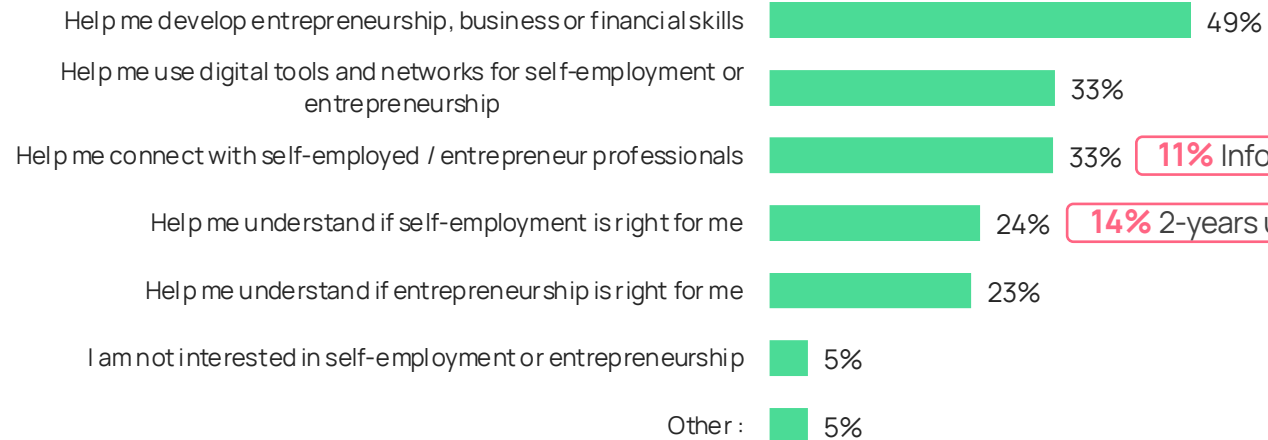 Help me develop entrepreneurship, business or financial skills 49%
Help me use digital tools and networks for self-employment or
entrepreneurship 33%
Help me connect with self-employed / entrepreneur professionals 33% 11%
Help me understand if self-employment is right for me 24% 14% 2-years
Help me understand if entrepreneurship is right for me 23%
I am not interested in self-employment or entrepreneurship 5%
Other : 5%